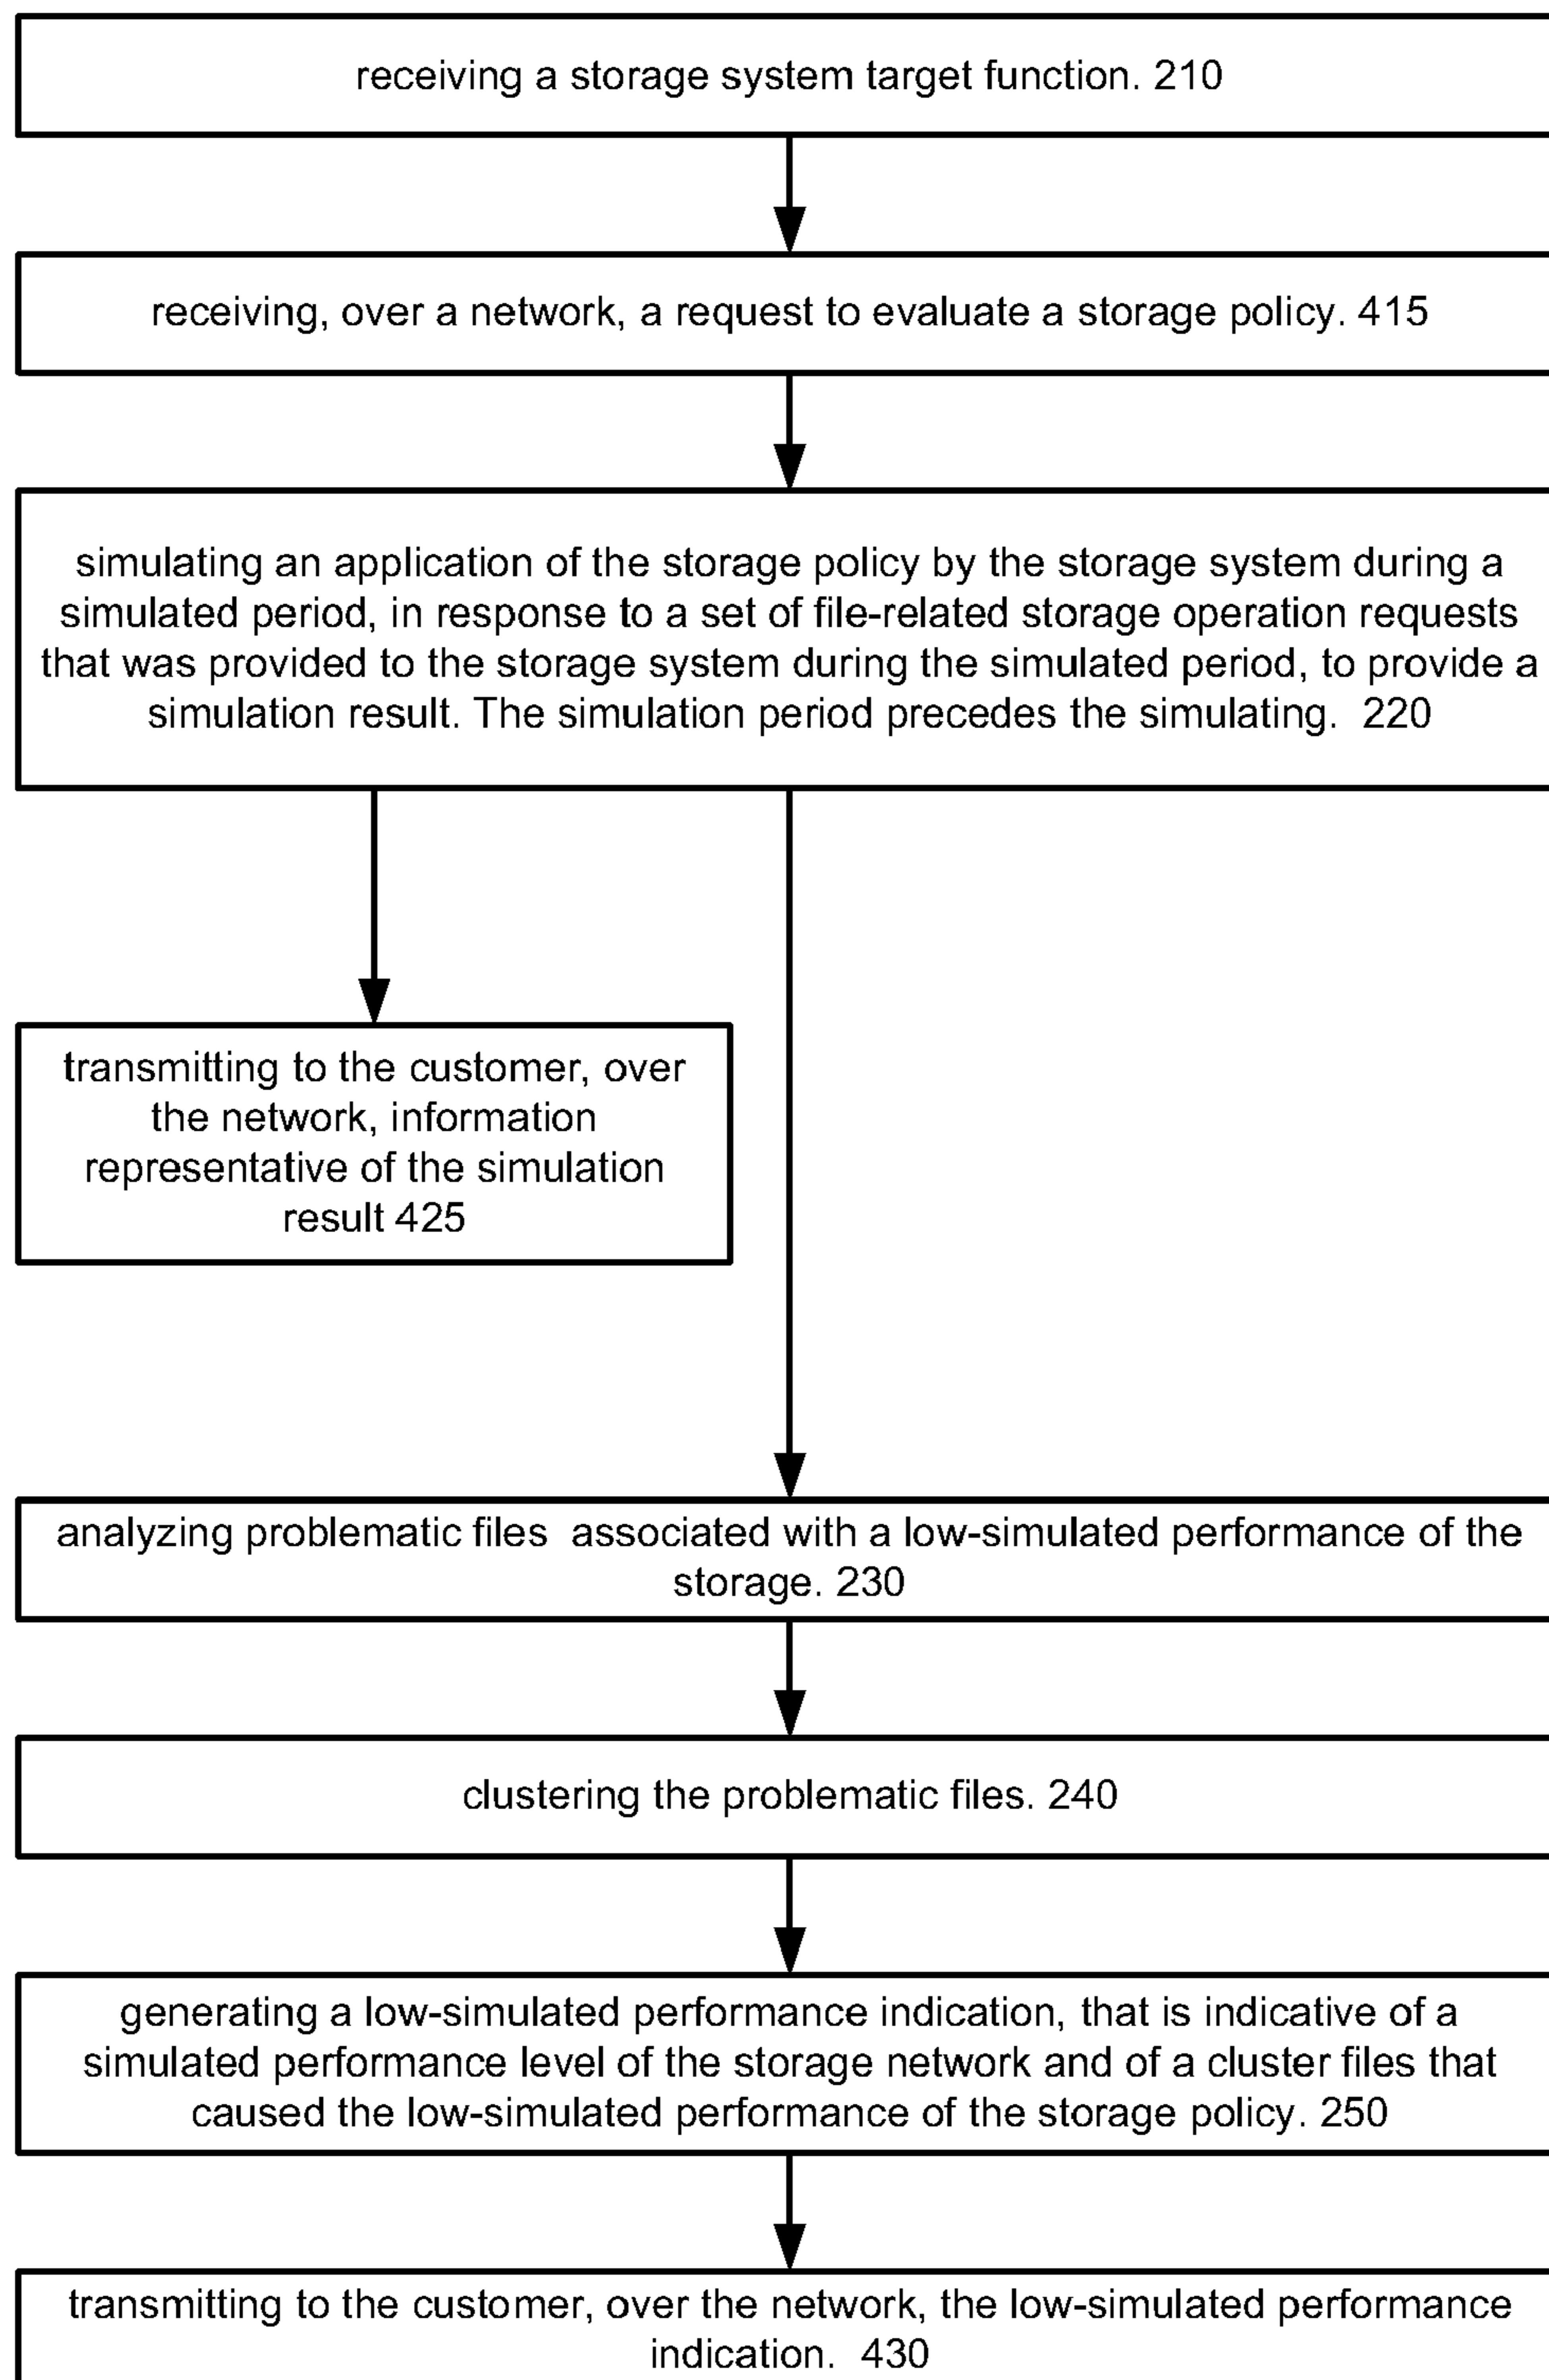 receiving a storage system target function. 210
receiving, over a network, a request to evaluate a storage policy. 415
simulating an application of the storage policy by the storage system during a
simulated period, in response to a set of file-related storage operation requests
that was provided to the storage system during the simulated period, to provide a
simulation result. The simulation period precedes the simulating.  220
transmitting to the customer, over
the network, information
representative of the simulation
result 425
analyzing problematic files  associated with a low-simulated performance of the
storage. 230
clustering the problematic files. 240
generating a low-simulated performance indication, that is indicative of a
simulated performance level of the storage network and of a cluster files that
caused the low-simulated performance of the storage policy. 250
transmitting to the customer, over the network, the low-simulated performance
indication.  430